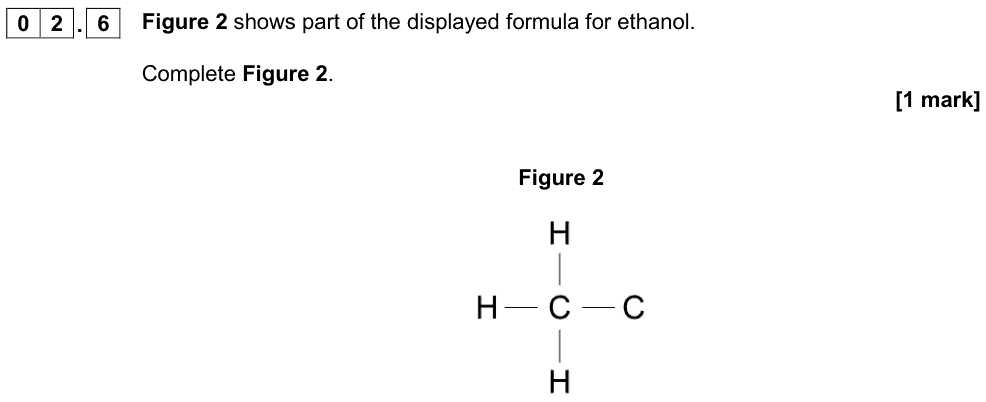 0 2 . 6 Figure 2 shows part of the displayed formula for ethanol.
Complete Figure 2.
[1 mark]
Figure 2
H
H — C — C
H